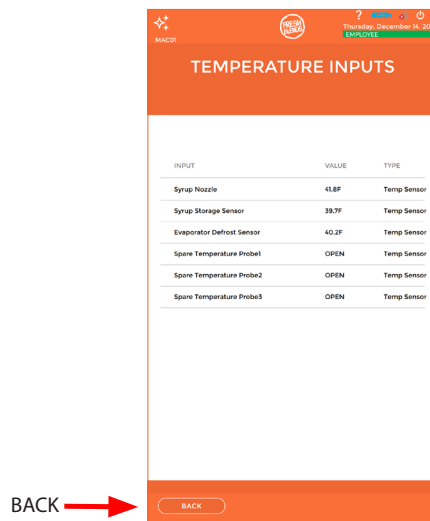 ?
Thursday, December 14, 20
EMPLOYEE
MAC01
FRESH
BLENDS
TEMPERATURE INPUTS
INPUT VALUE TYPE
Syrup Nozzle 41.8F Temp Sensor
Syrup Storage Sensor 39.7F Temp Sensor
Evaporator Defrost Sensor 40.2F Temp Sensor
Spare Temperature Probe1 OPEN Temp Sensor
Spare Temperature Probe2 OPEN Temp Sensor
Spare Temperature Probe3 OPEN Temp Sensor
BACK
BACK